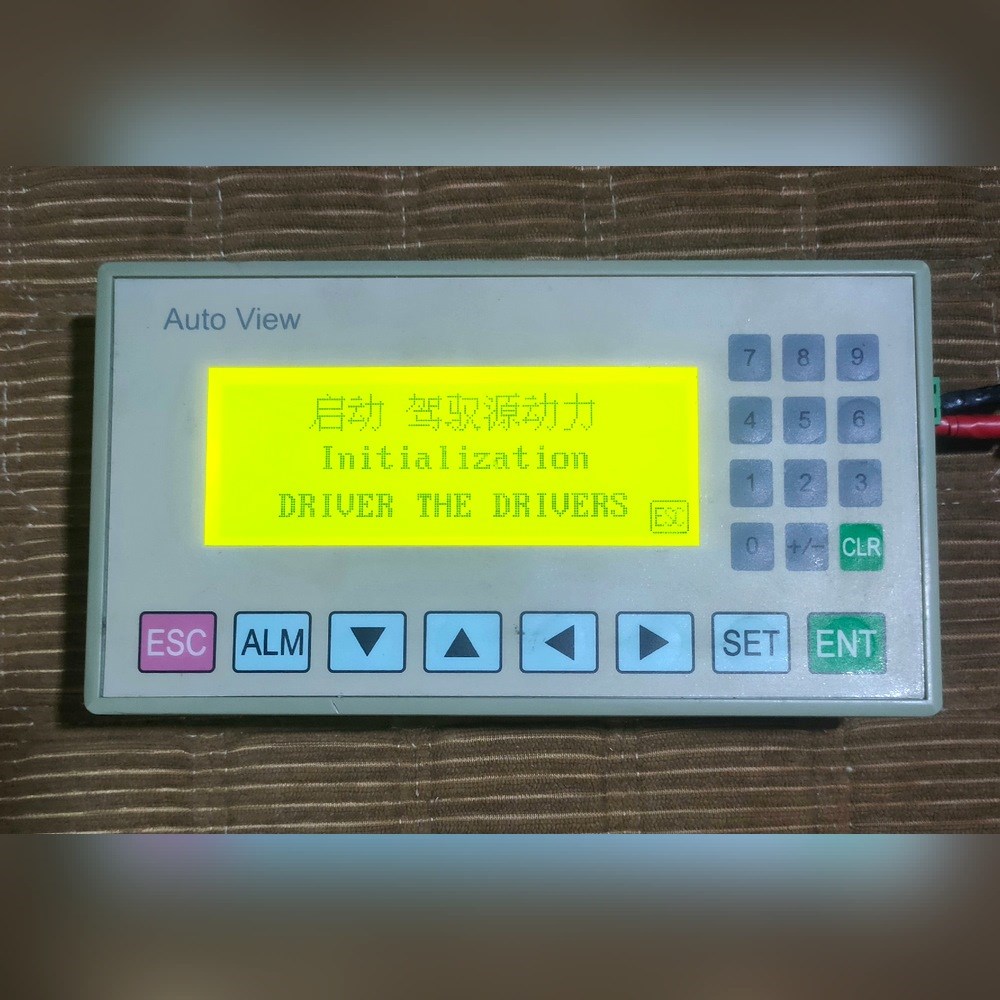 Auto View
启动 驾驭源动力
Initialization
DRIVER THE DRIVERS
ESC
7 8 9
4 5 6
1 2 3
0 +/- CLR
ESC ALM ▼ ▲ ◀ ▶ SET ENT